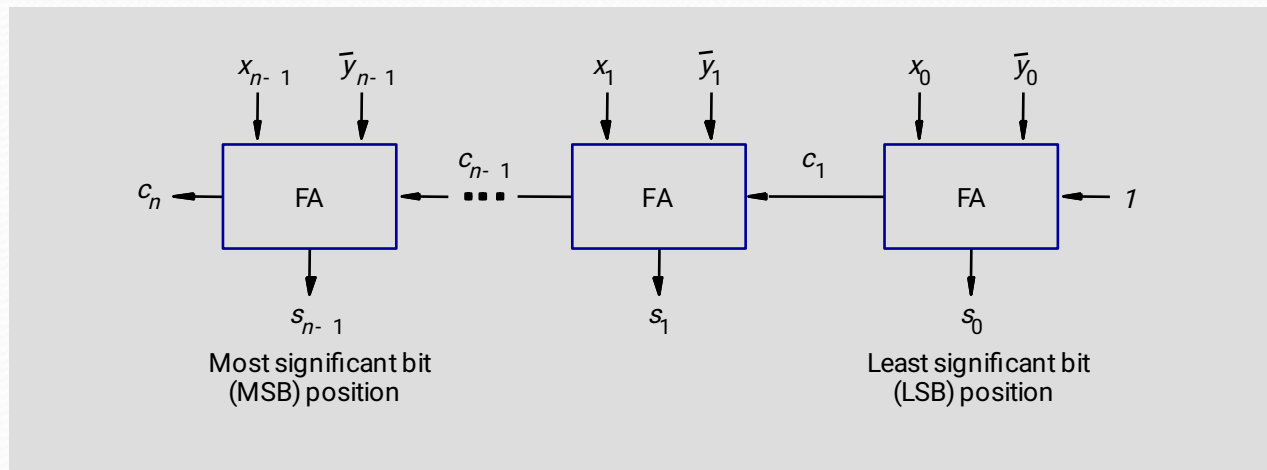 x_{n- 1} ȳ_{n- 1} x_1 ȳ_1 x_0 ȳ_0
c_n FA c_{n- 1} ... FA c_1 FA 1
s_{n- 1} s_1 s_0
Most significant bit
(MSB) position
Least significant bit
(LSB) position